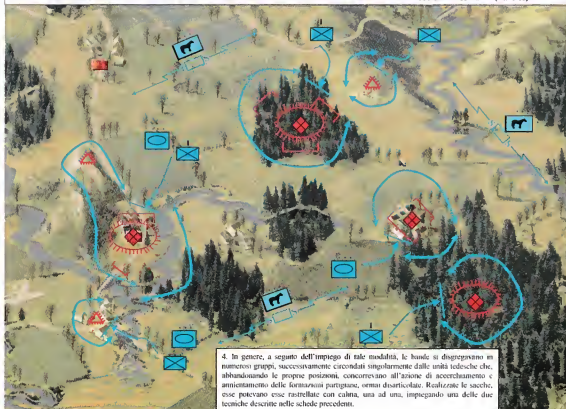 4. In genere, a seguito dell'impiego di tale modalità, le bande si disgregavano in
numerosi gruppi, successivamente circondati singolarmente dalle unità tedesche che,
abbandonando le proprie posizioni, concorrevano all'azione di accerchiamento e
annientamento delle formazioni partigiane, ormai disarticolate. Realizzate le sacche,
esse potevano esse rastrellate con calma, una ad una, impiegando una delle due
tecniche descritte nelle schede precedenti.